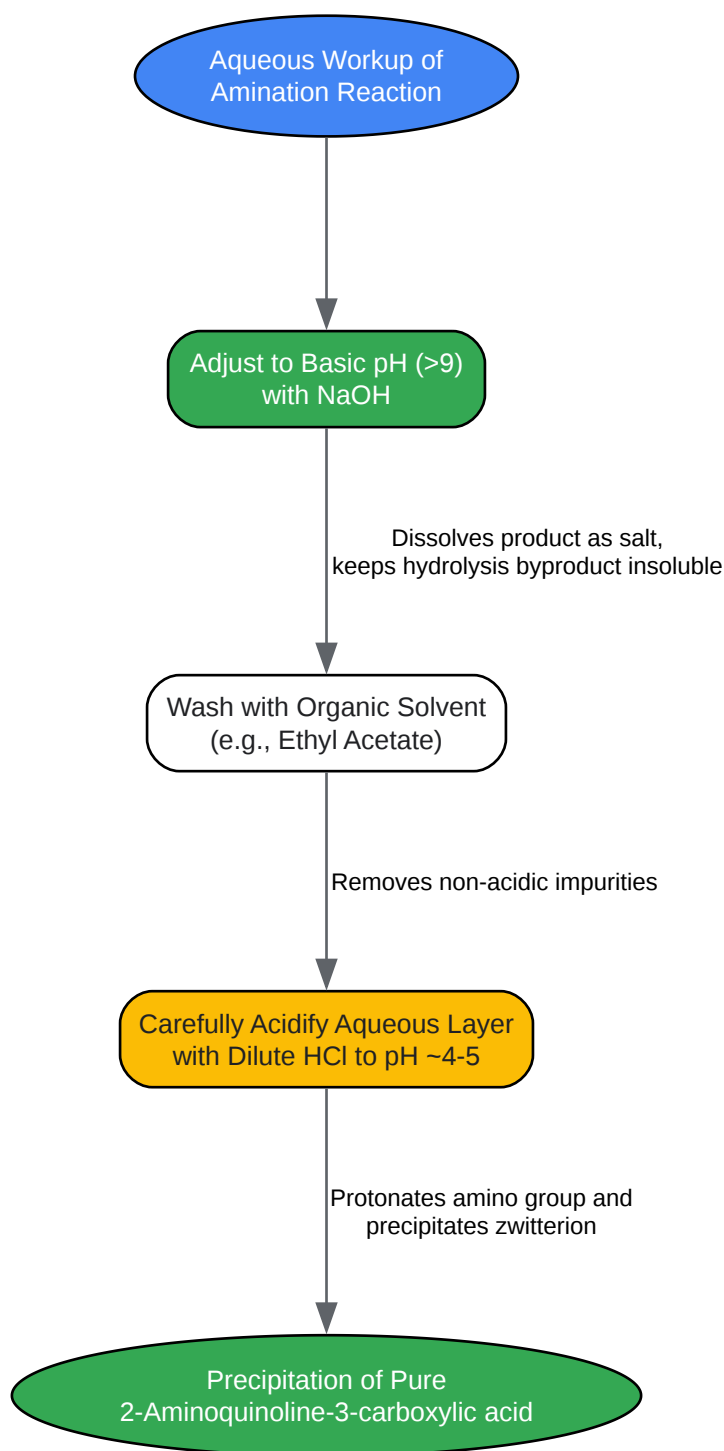 Aqueous Workup of
Amination Reaction
Adjust to Basic pH (>9)
with NaOH
Dissolves product as salt,
keeps hydrolysis byproduct insoluble
Wash with Organic Solvent
(e.g., Ethyl Acetate)
Removes non-acidic impurities
Carefully Acidify Aqueous Layer
with Dilute HCl to pH ~4-5
Protonates amino group and
precipitates zwitterion
Precipitation of Pure
2-Aminoquinoline-3-carboxylic acid